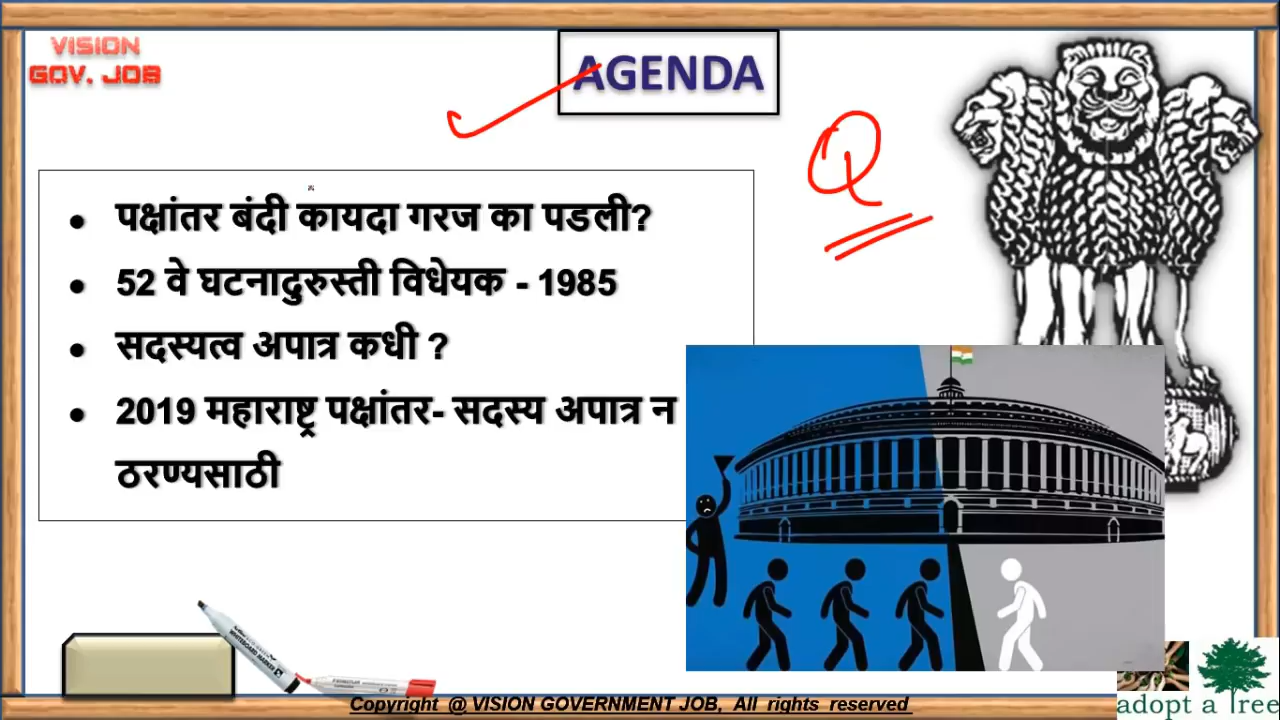 VISION
GOV. JOB
AGENDA
Q
पक्षांतर बंदी कायदा गरज का पडली?
52 वे घटनादुरुस्ती विधेयक - 1985
सदस्यत्व अपात्र कधी ?
2019 महाराष्ट्र पक्षांतर- सदस्य अपात्र न
ठरण्यसाठी
Copyright @ VISION GOVERNMENT JOB, All rights reserved
adopt a Tree